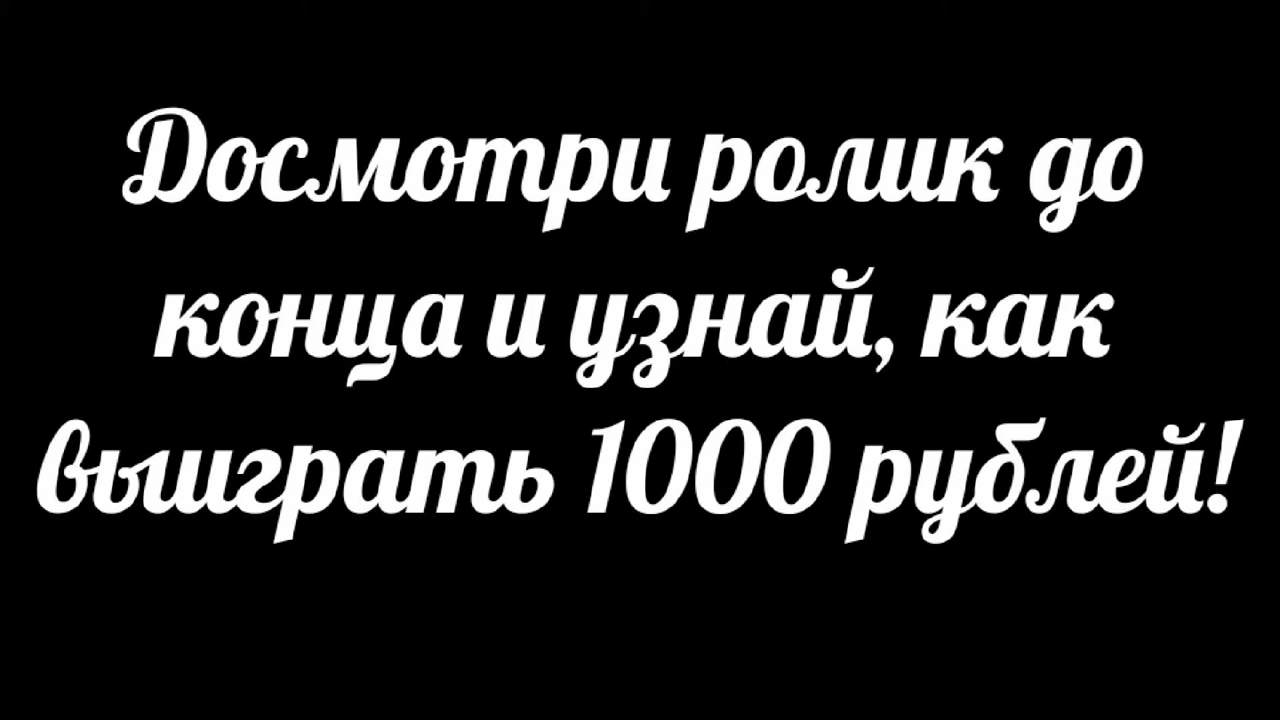 Досмотри ролик до
конца и узнай, как
выиграть 1000 рублей!